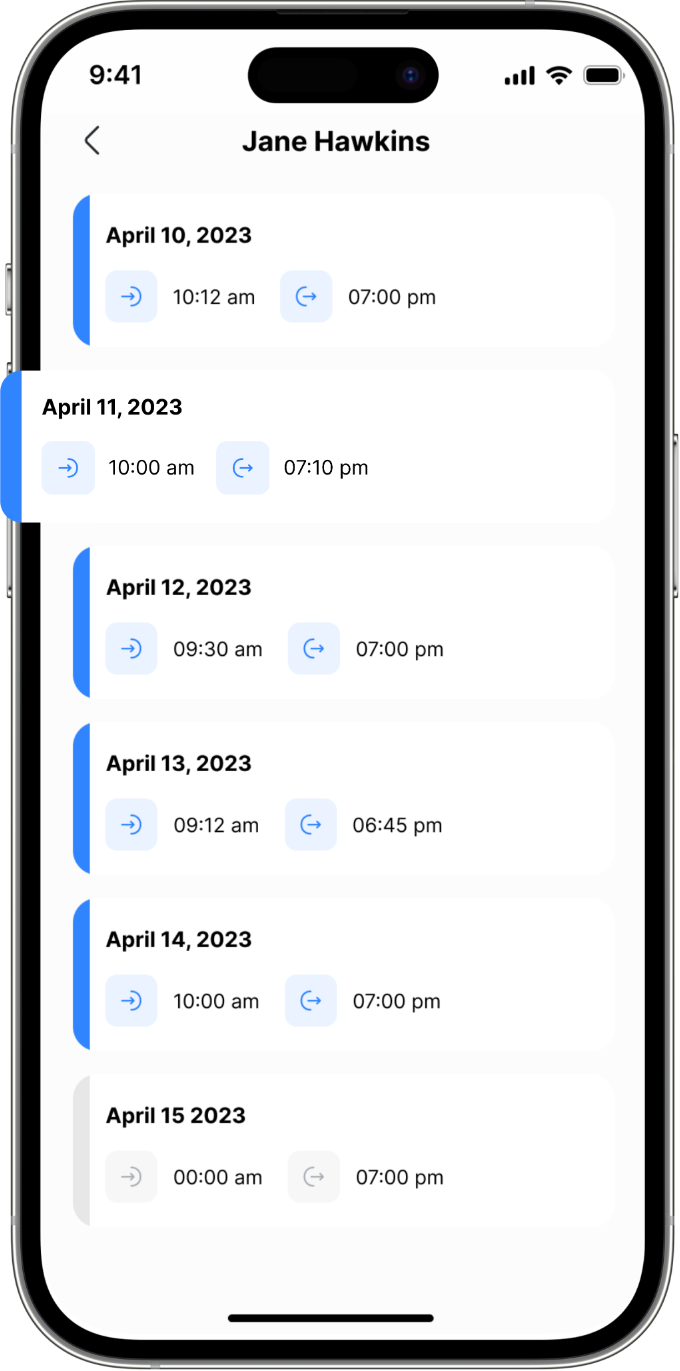 9:41
Jane Hawkins
April 10, 2023
10:12 am 07:00 pm
April 11, 2023
10:00 am 07:10 pm
April 12, 2023
09:30 am 07:00 pm
April 13, 2023
09:12 am 06:45 pm
April 14, 2023
10:00 am 07:00 pm
April 15 2023
00:00 am 07:00 pm